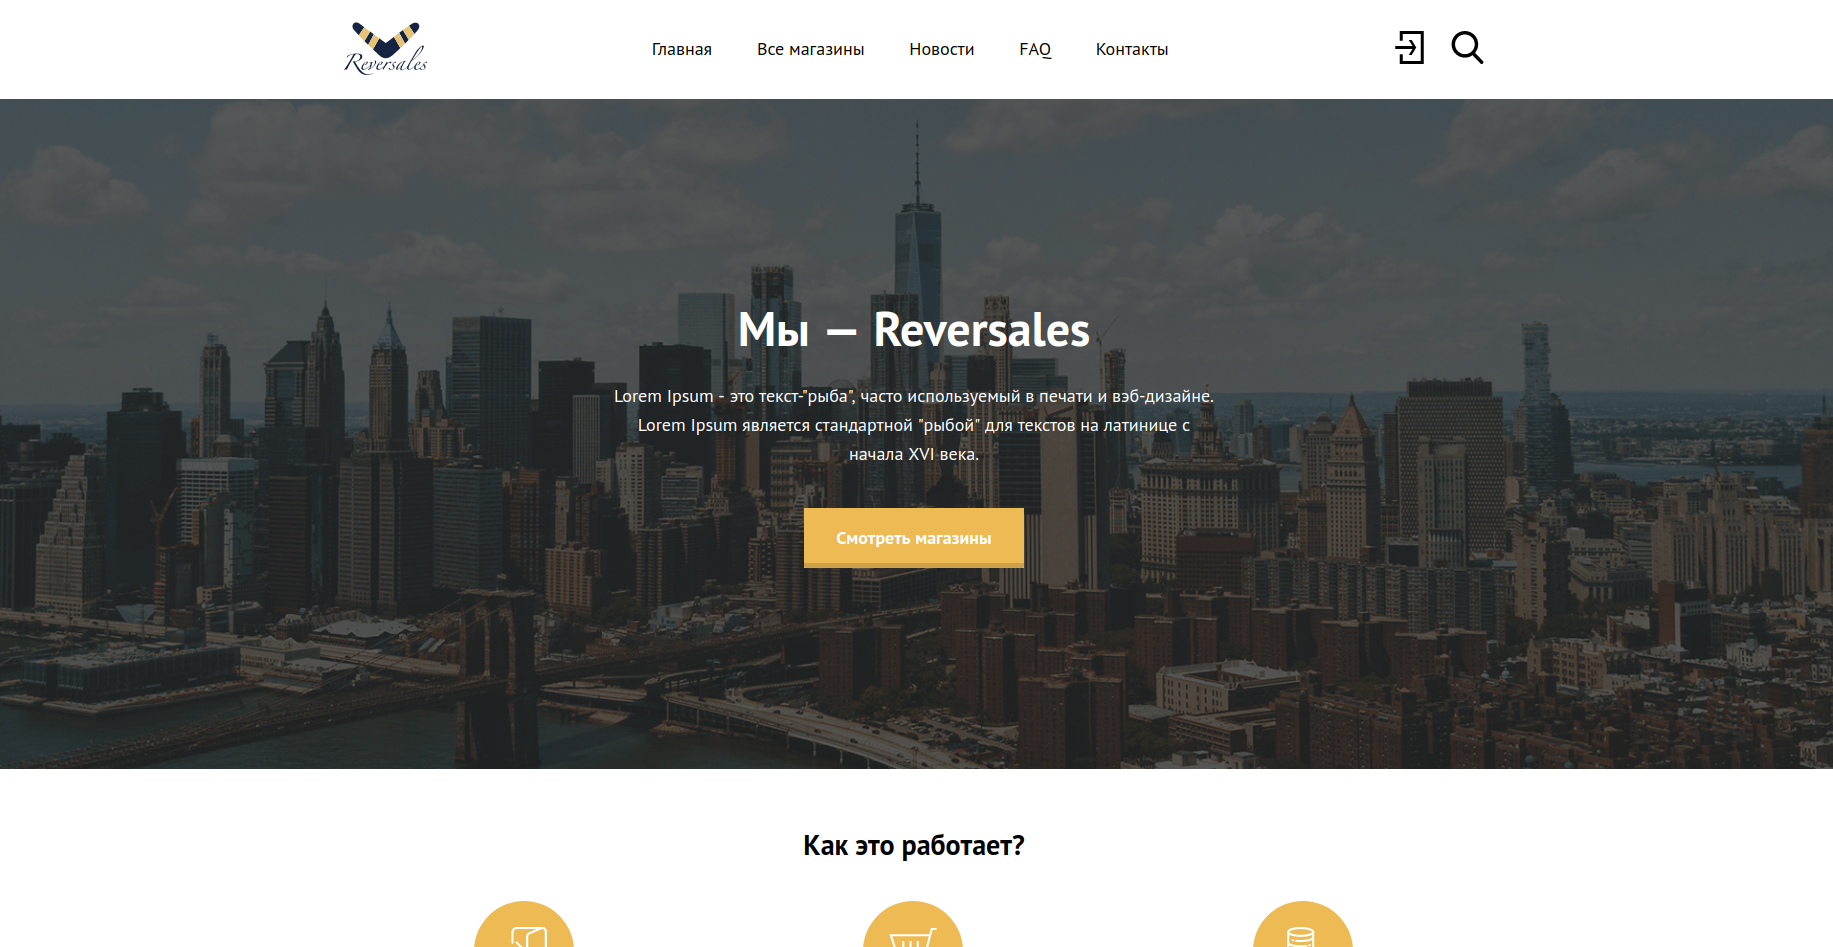 Reversales
Главная
Все магазины
Новости
FAQ
Контакты
Мы — Reversales
Lorem Ipsum - это текст-"рыба", часто используемый в печати и вэб-дизайне.
Lorem Ipsum является стандартной "рыбой" для текстов на латинице с
начала XVI века.
Смотреть магазины
Как это работает?